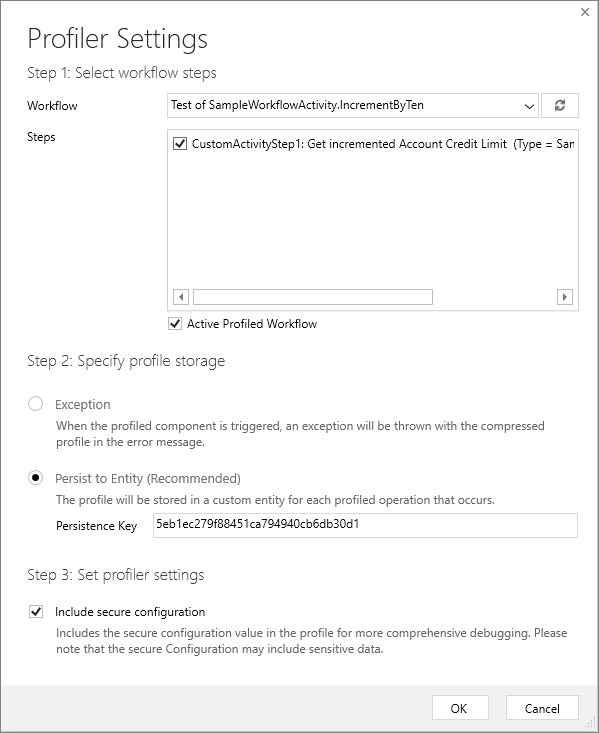 Profiler Settings
Step 1: Select workflow steps
Workflow
Test of SampleWorkflowActivity.IncrementByTen
Steps
CustomActivityStep1: Get incremented Account Credit Limit (Type = San
Active Profiled Workflow
Step 2: Specify profile storage
Exception
When the profiled component is triggered, an exception will be thrown with the compressed
profile in the error message.
Persist to Entity (Recommended)
The profile will be stored in a custom entity for each profiled operation that occurs.
Persistence Key
5eb1ec279f88451ca794940cb6db30d1
Step 3: Set profiler settings
Include secure configuration
Includes the secure configuration value in the profile for more comprehensive debugging. Please
note that the secure Configuration may include sensitive data.
OK
Cancel